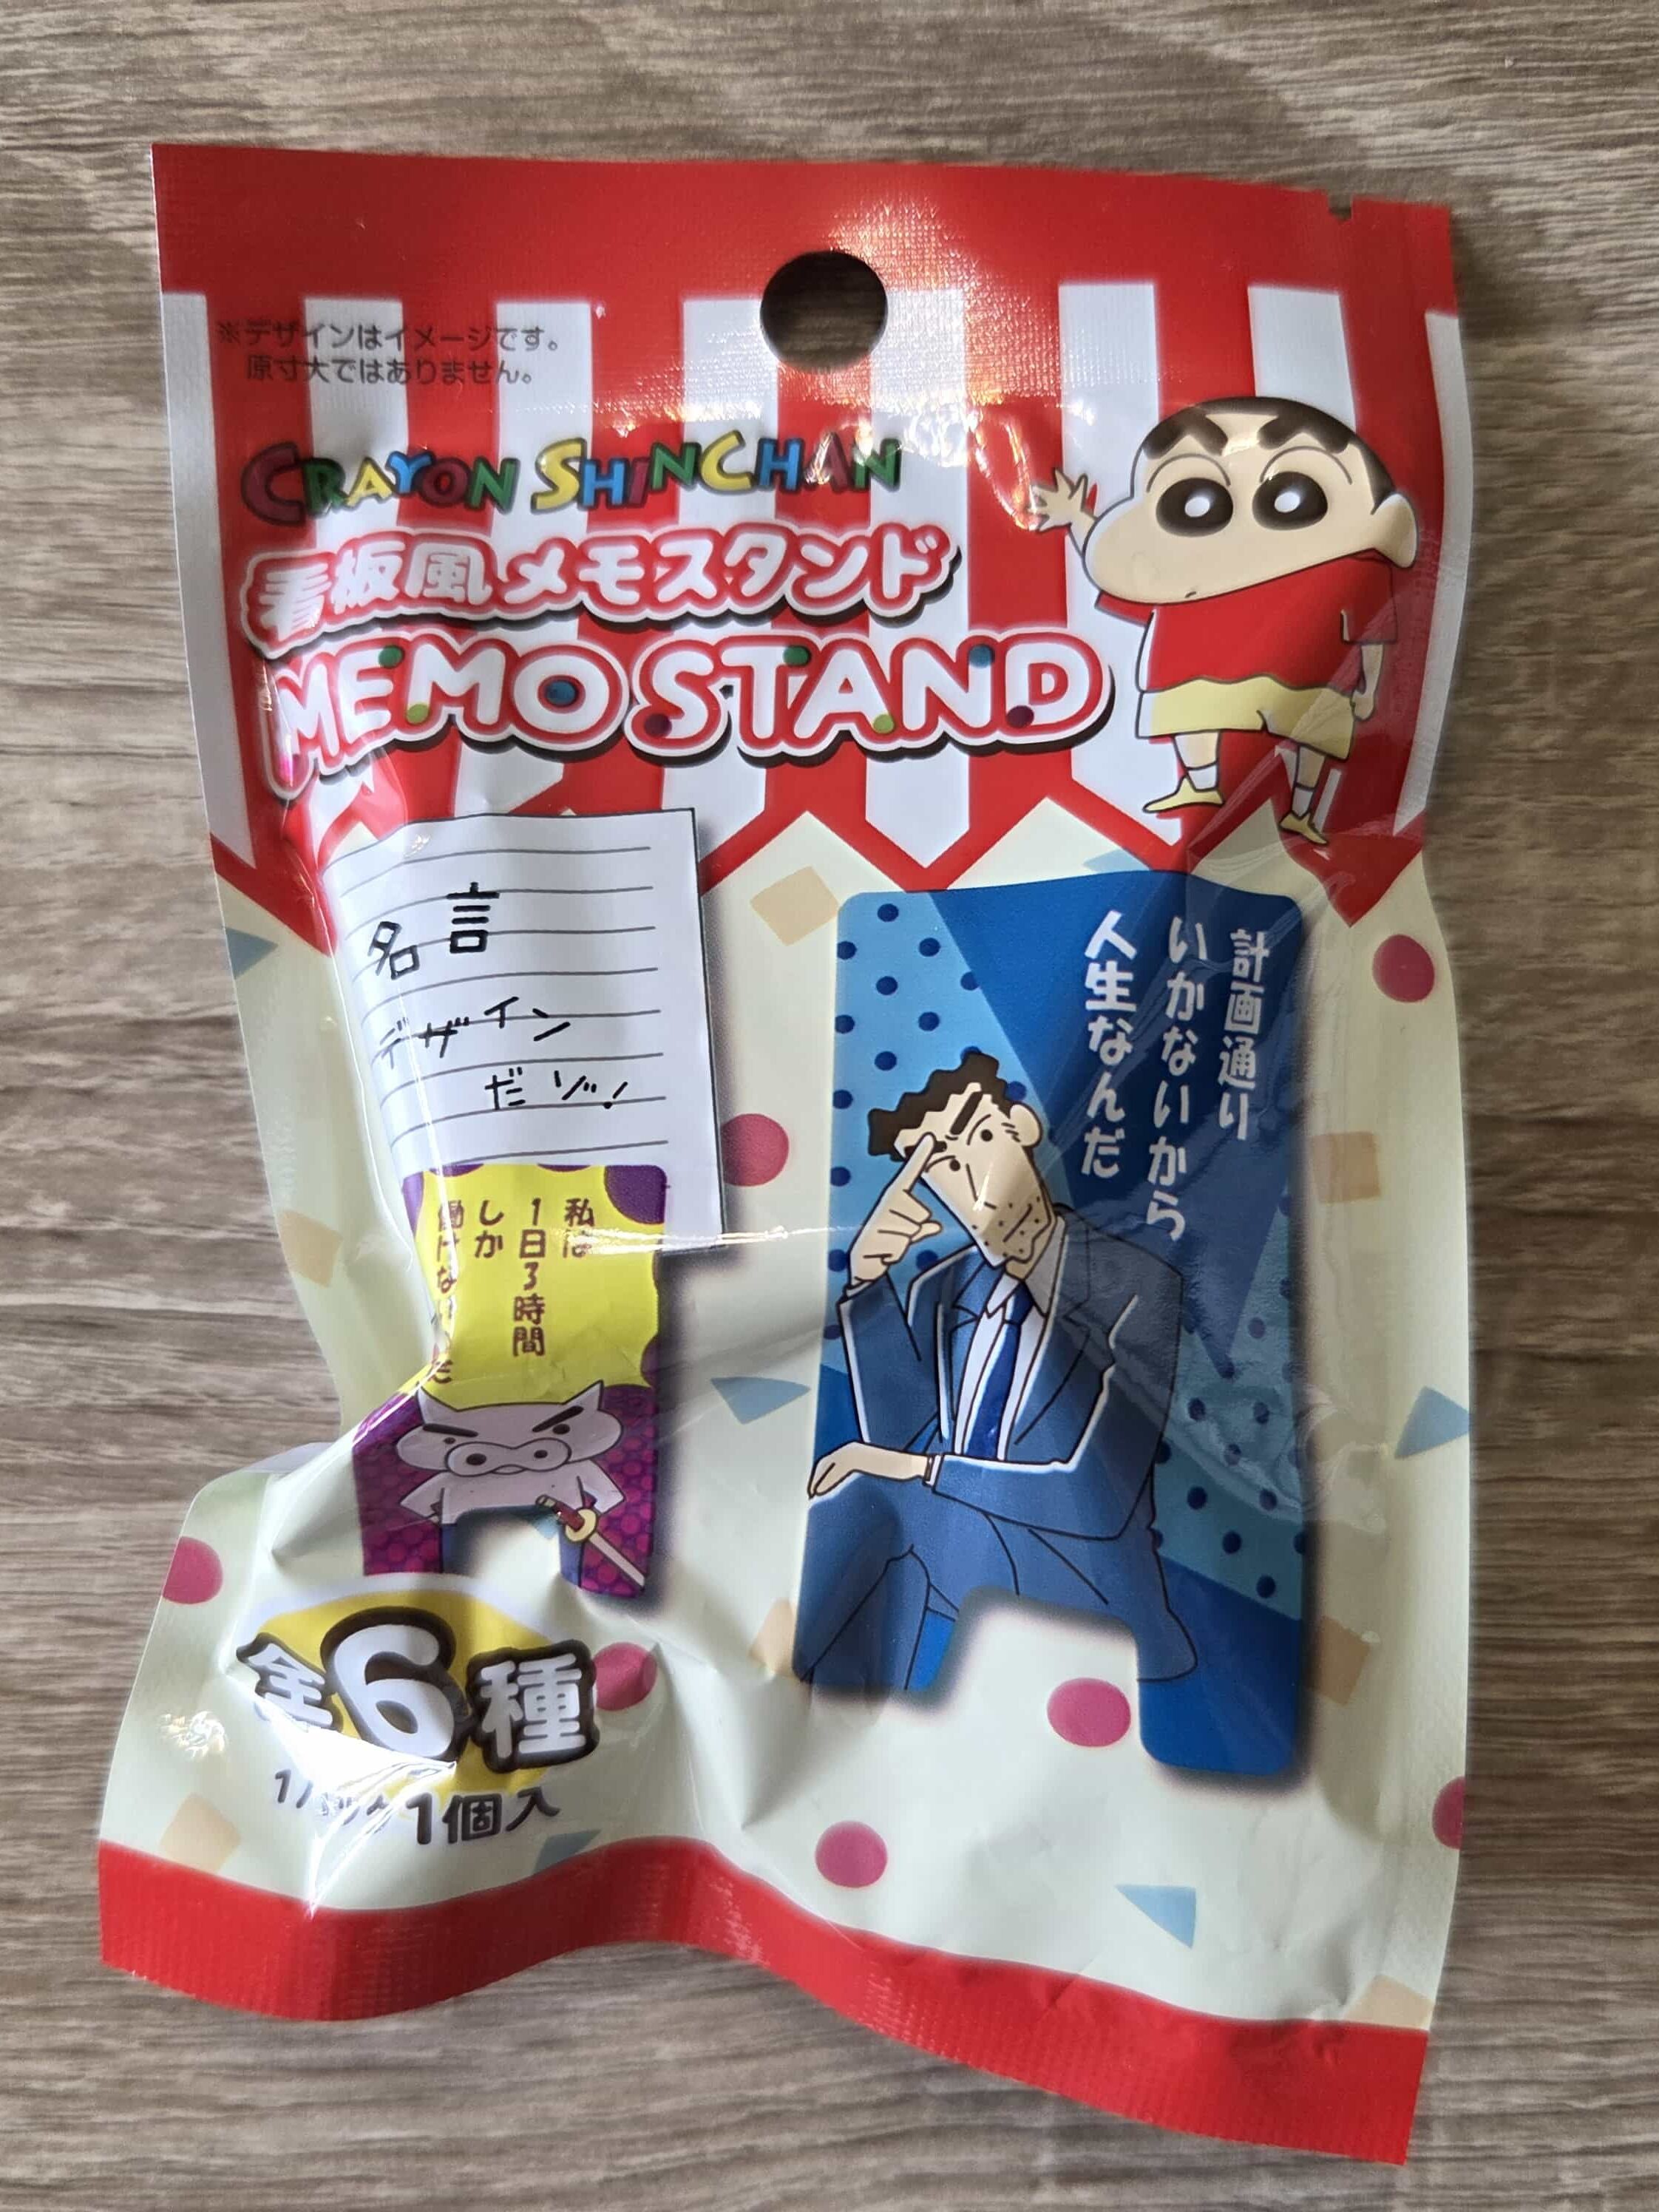 ※デザインはイメージです。
原寸大ではありません。
CRAYON SHINCHAN
看板風メモスタンド
MEMO STAND
名言
デザイン
だゾ!
計画通り
いかないから
人生なんだ
私は
1日3時間
しか
全6種
1個入